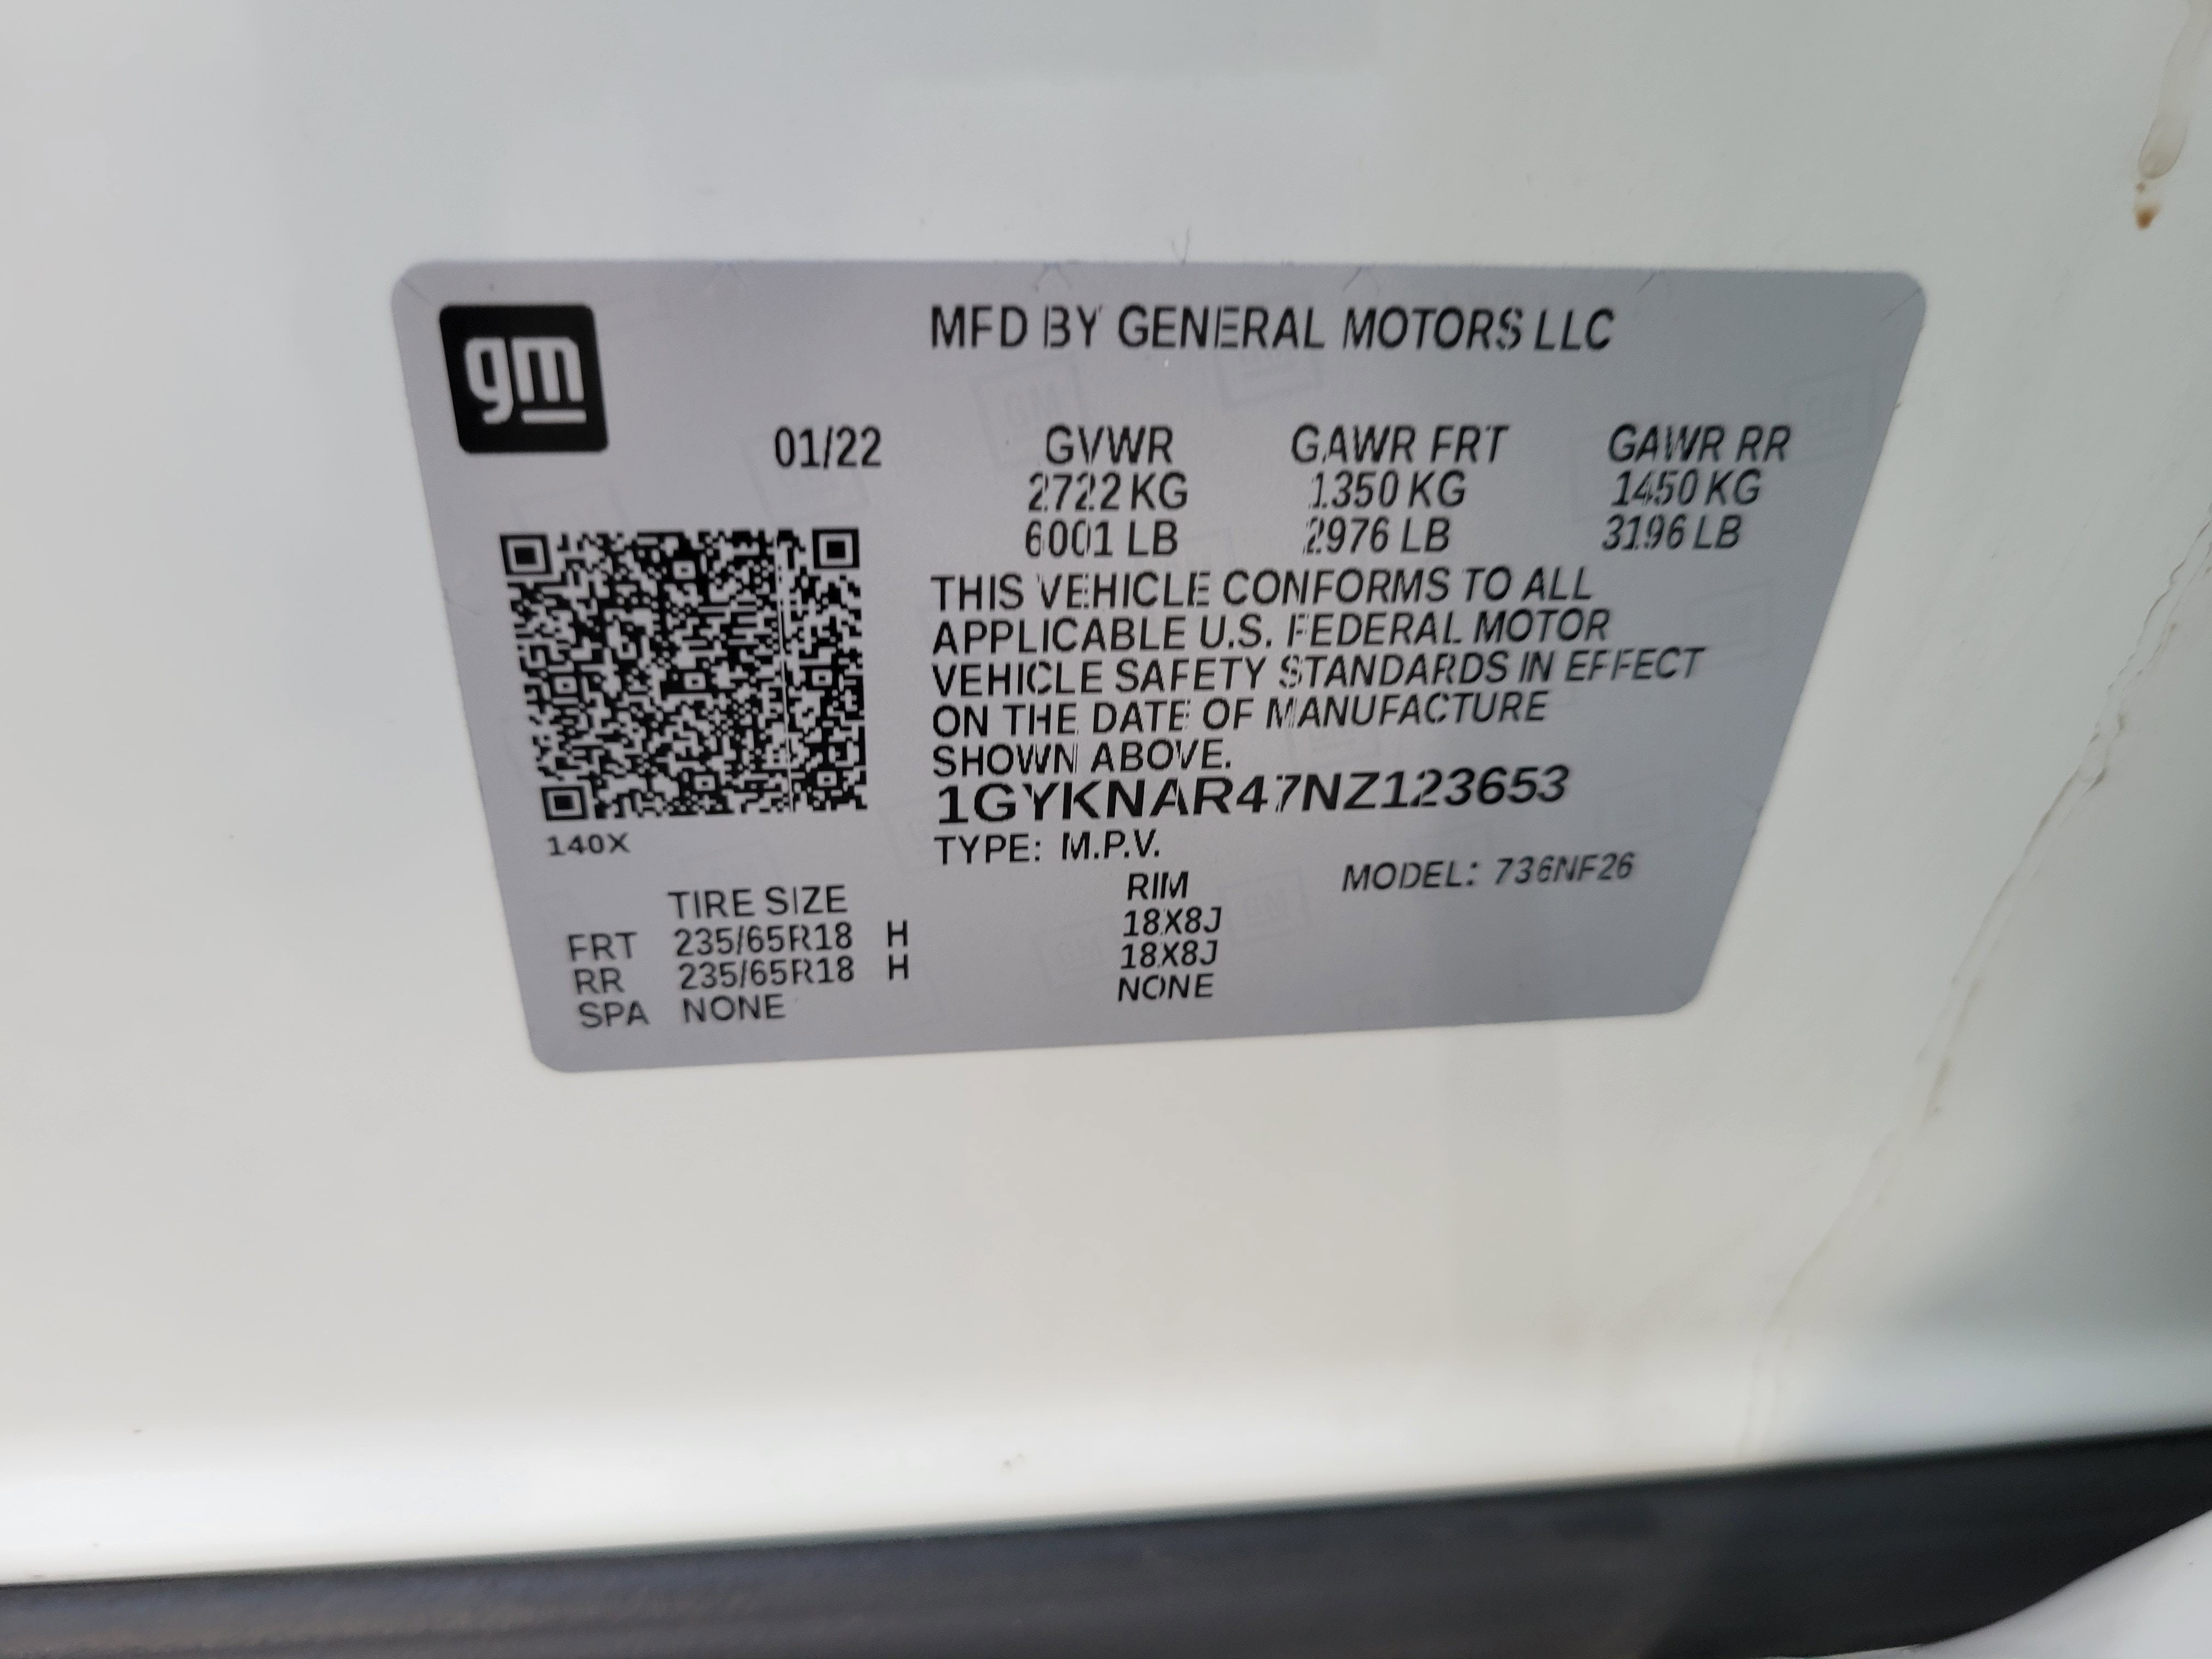 gm
MFD BY GENERAL MOTORS LLC
01/22 GVWR GAWR FRT GAWR RR
2722 KG 1350 KG 1450 KG
6001 LB 2976 LB 3196 LB
THIS VEHICLE CONFORMS TO ALL
APPLICABLE U.S. FEDERAL MOTOR
VEHICLE SAFETY STANDARDS IN EFFECT
ON THE DATE OF MANUFACTURE
SHOWN ABOVE.
1GYKNAR47NZ123653
140X
TYPE: M.P.V.
MODEL: 736NF26
TIRE SIZE RIM
FRT 235/65R18 H 18X8J
RR 235/65R18 H 18X8J
SPA NONE NONE